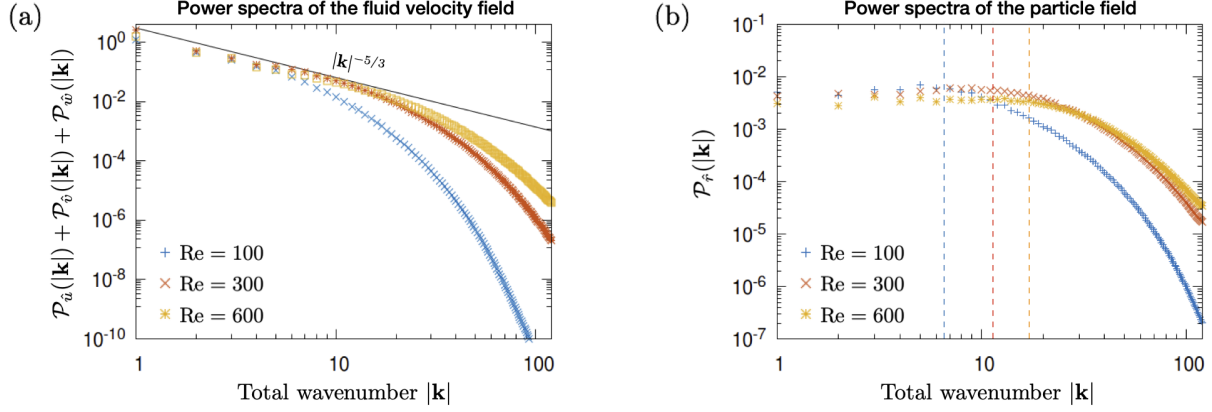 (a)
Power spectra of the fluid velocity field
10^0
10^{-2}
10^{-4}
10^{-6}
10^{-8}
10^{-10}
𝒫_û(|𝐤|) + 𝒫_v̂(|𝐤|) + 𝒫_ŵ(|𝐤|)
|𝐤|^{-5/3}
Re = 100
Re = 300
Re = 600
1 10 100
Total wavenumber |𝐤|
(b)
Power spectra of the particle field
10^{-1}
10^{-2}
10^{-3}
10^{-4}
10^{-5}
10^{-6}
10^{-7}
𝒫_r̂(|𝐤|)
Re = 100
Re = 300
Re = 600
1 10 100
Total wavenumber |𝐤|